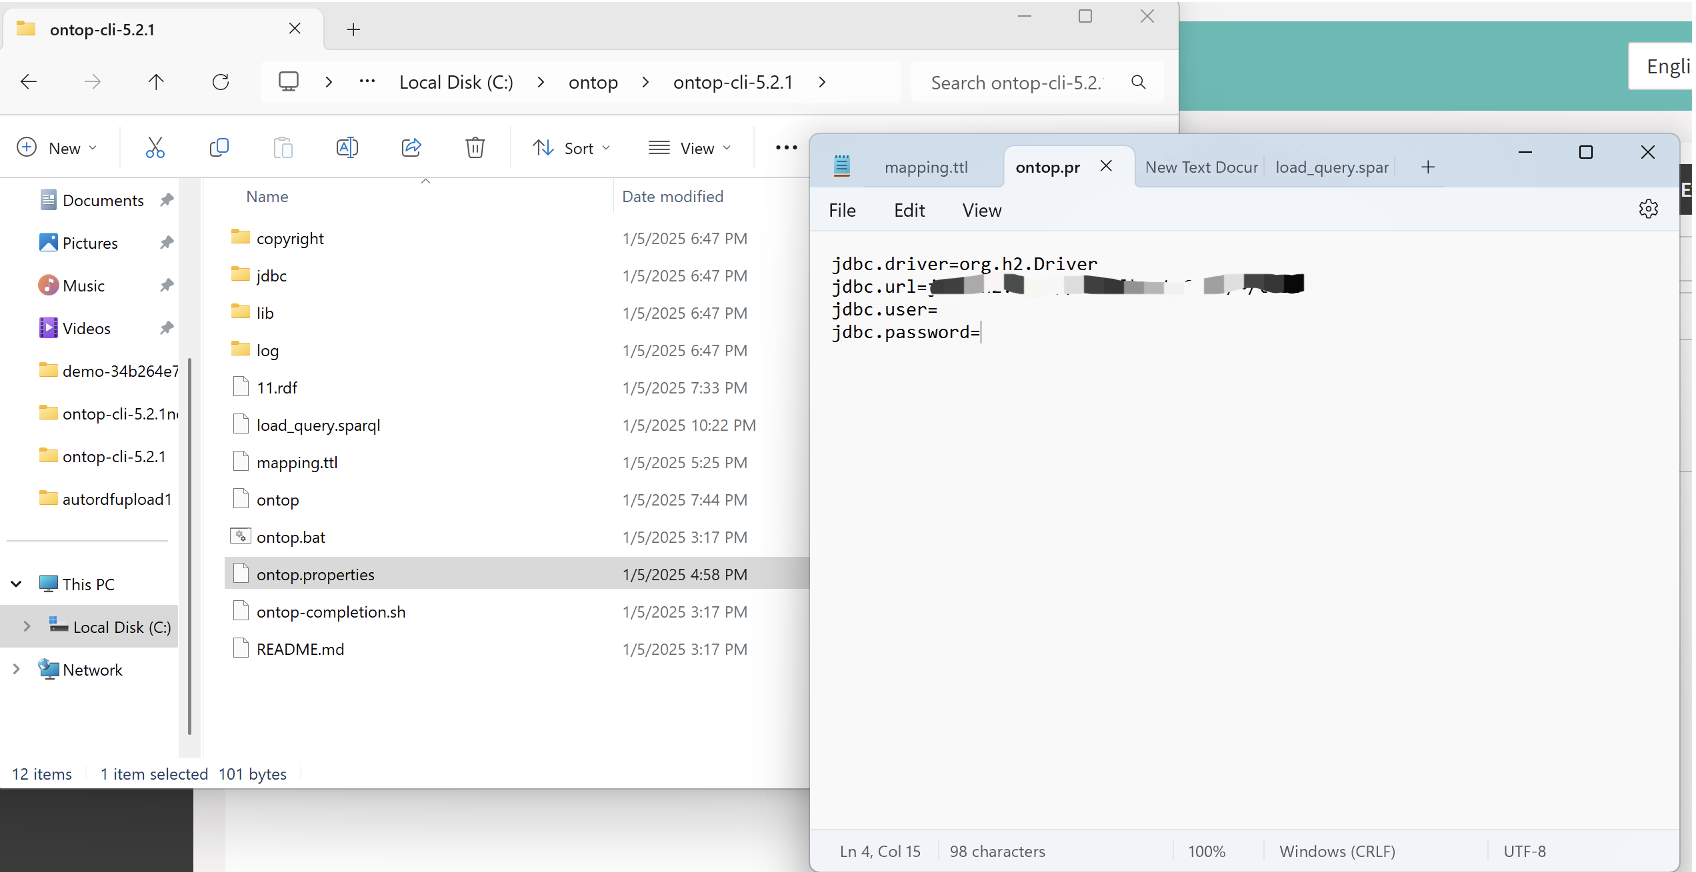 ontop-cli-5.2.1
Local Disk (C:) ontop ontop-cli-5.2.1
Search ontop-cli-5.2.
New Sort View
Name Date modified
Documents
Pictures
Music
Videos
demo-34b264e7
ontop-cli-5.2.1n
ontop-cli-5.2.1
autordfupload1
This PC
Local Disk (C:)
Network
copyright 1/5/2025 6:47 PM
jdbc 1/5/2025 6:47 PM
lib 1/5/2025 6:47 PM
log 1/5/2025 6:47 PM
11.rdf 1/5/2025 7:33 PM
load_query.sparql 1/5/2025 10:22 PM
mapping.ttl 1/5/2025 5:25 PM
ontop 1/5/2025 7:44 PM
ontop.bat 1/5/2025 3:17 PM
ontop.properties 1/5/2025 4:58 PM
ontop-completion.sh 1/5/2025 3:17 PM
README.md 1/5/2025 3:17 PM
12 items 1 item selected 101 bytes
Engli
mapping.ttl ontop.pr New Text Docur load_query.spar
File Edit View
jdbc.driver=org.h2.Driver
jdbc.url=
jdbc.user=
jdbc.password=
Ln 4, Col 15 98 characters 100% Windows (CRLF) UTF-8
E